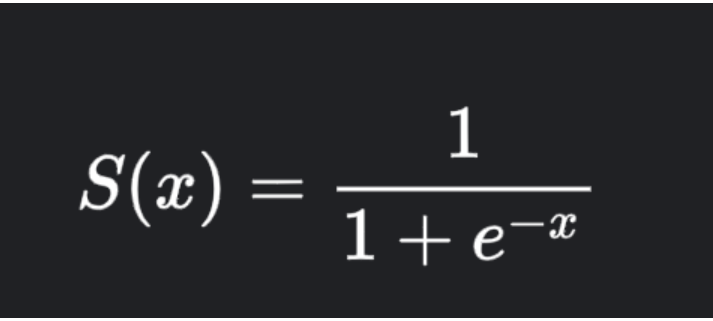 S(x) = 1 / (1 + e^{-x})